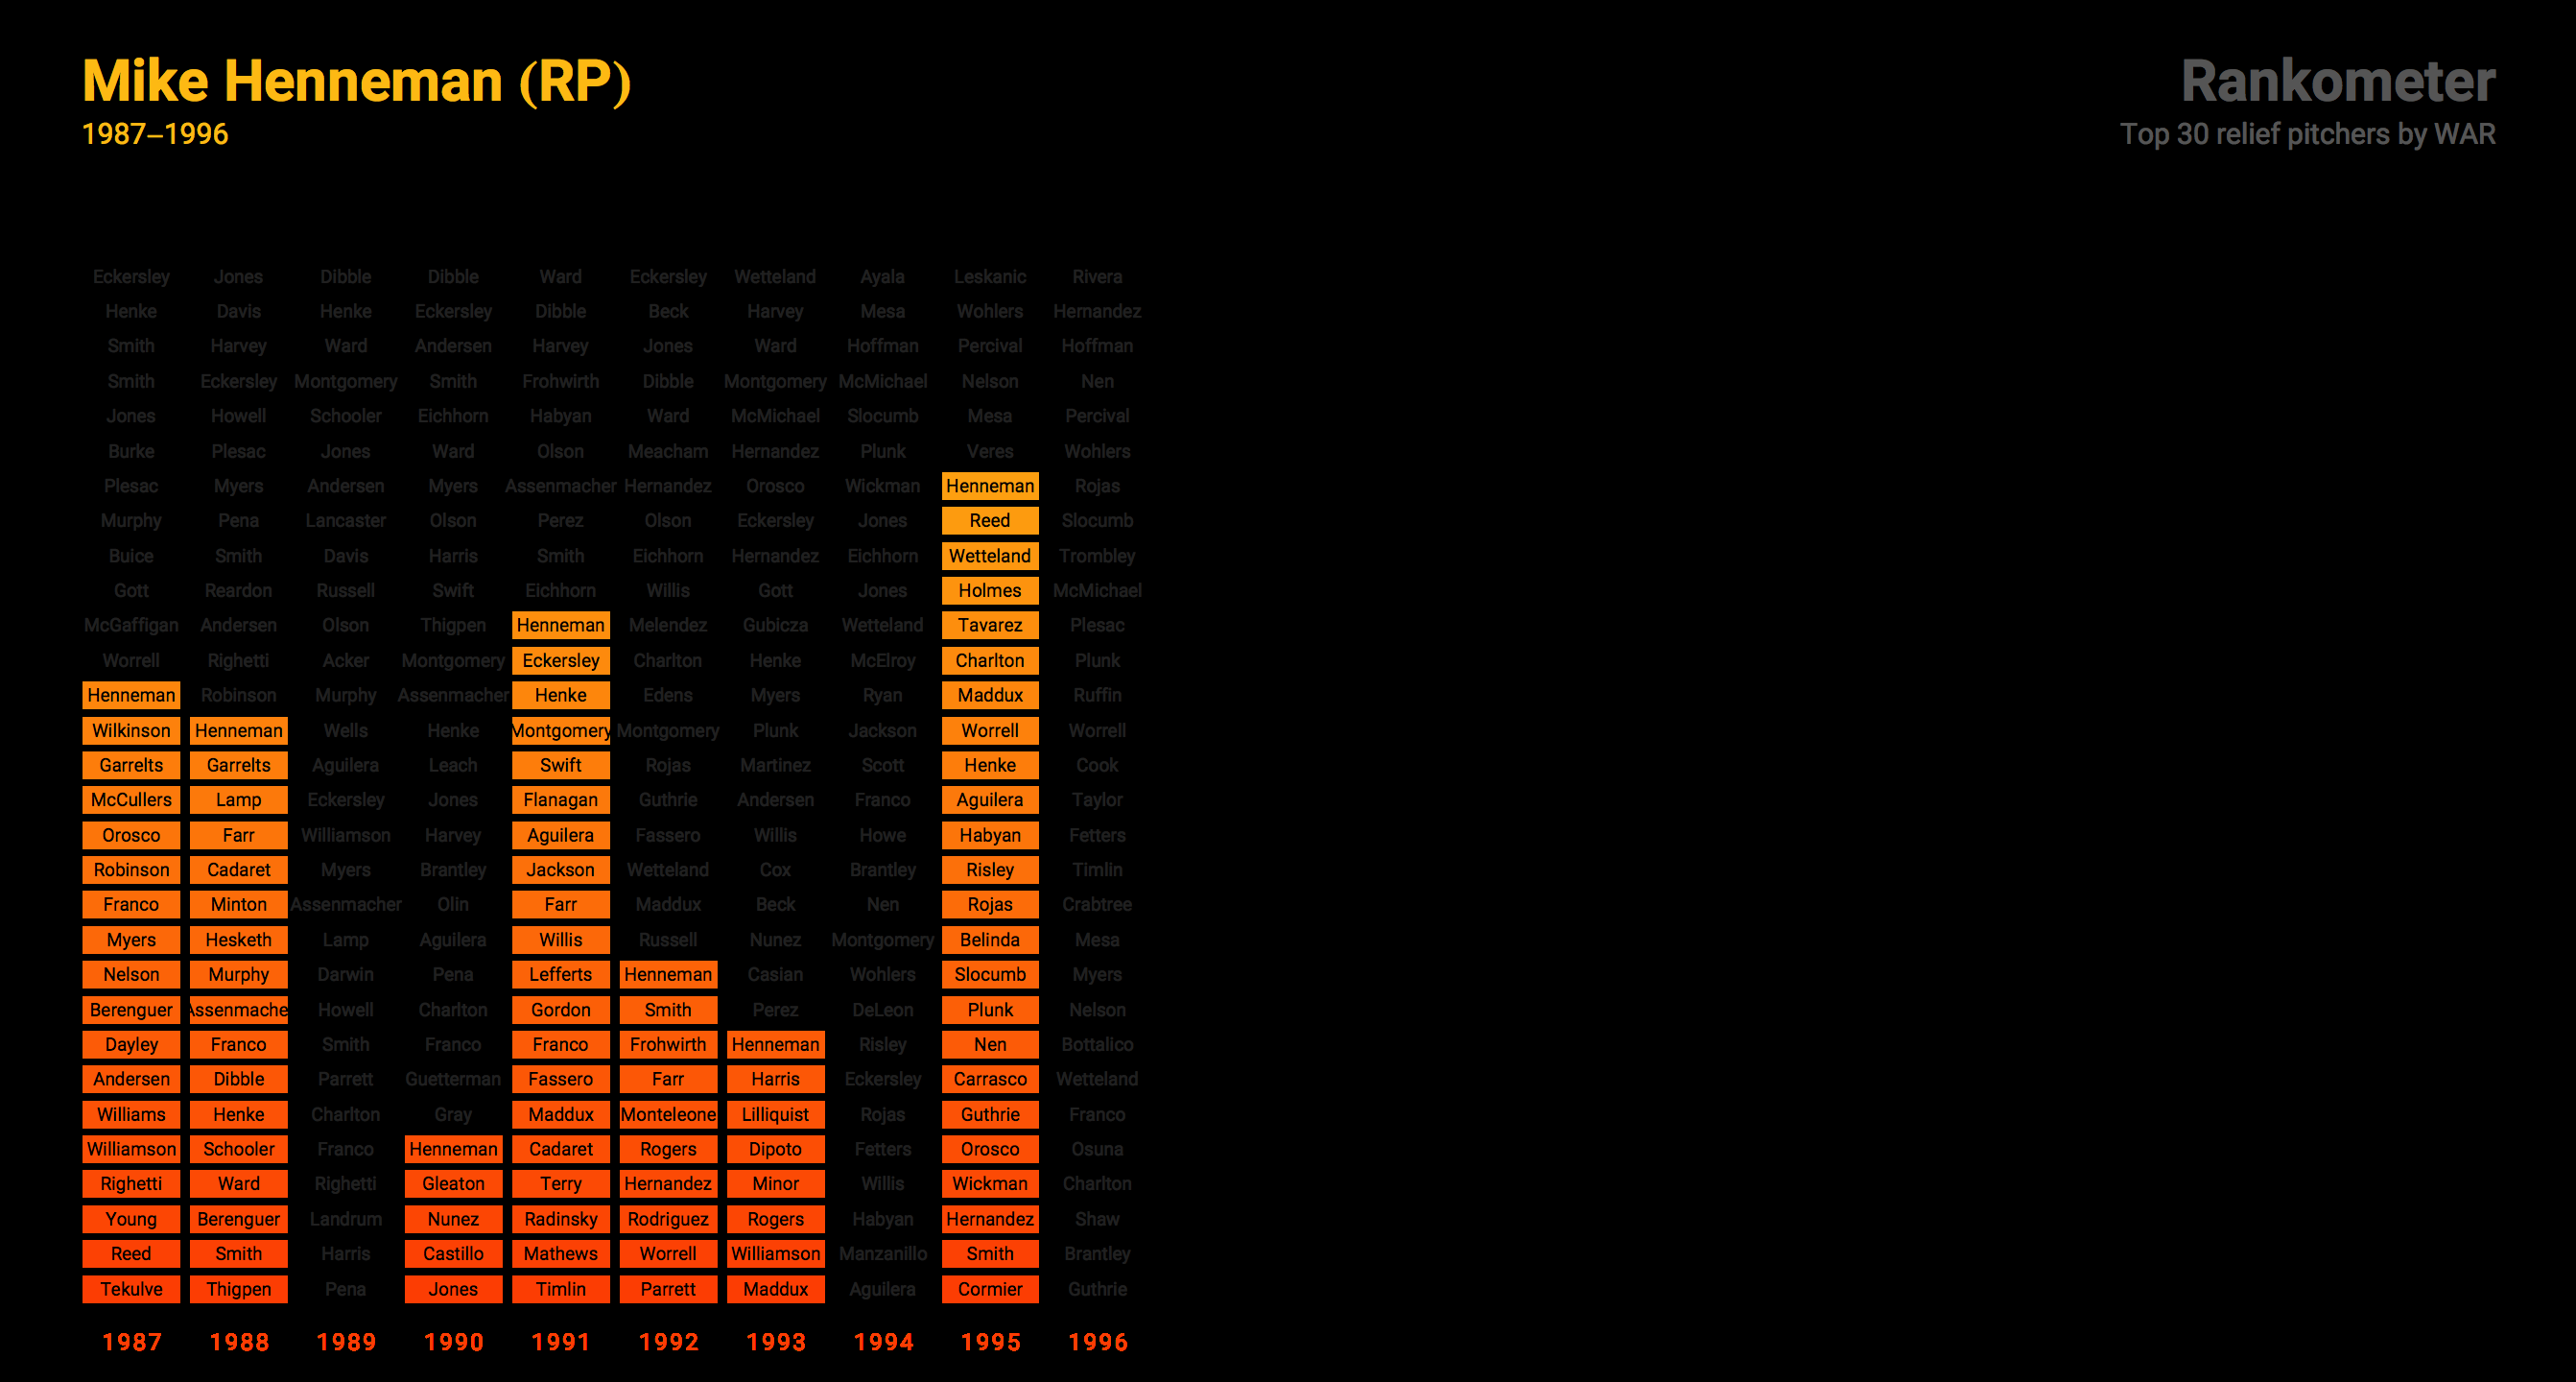 Mike Henneman (RP)
1987–1996
Rankometer
Top 30 relief pitchers by WAR
Eckersley Jones Dibble Dibble Ward Eckersley Wetteland Ayala Leskanic Rivera
Henke Davis Henke Eckersley Dibble Beck Harvey Mesa Wohlers Hernandez
Smith Harvey Ward Andersen Harvey Jones Ward Hoffman Percival Hoffman
Smith Eckersley Montgomery Smith Frohwirth Dibble Montgomery McMichael Nelson Nen
Jones Howell Schooler Eichhorn Habyan Ward McMichael Slocumb Mesa Percival
Burke Plesac Jones Ward Olson Meacham Hernandez Plunk Veres Wohlers
Plesac Myers Andersen Myers Assenmacher Hernandez Orosco Wickman Henneman Rojas
Murphy Pena Lancaster Olson Perez Olson Eckersley Jones Reed Slocumb
Buice Smith Davis Harris Smith Eichhorn Hernandez Eichhorn Wetteland Trombley
Gott Reardon Russell Swift Eichhorn Willis Gott Jones Holmes McMichael
McGaffigan Andersen Olson Thigpen Henneman Melendez Gubicza Wetteland Tavarez Plesac
Worrell Righetti Acker Montgomery Eckersley Charlton Henke McElroy Charlton Plunk
Henneman Robinson Murphy Assenmacher Henke Edens Myers Ryan Maddux Ruffin
Wilkinson Henneman Wells Henke Montgomery Montgomery Plunk Jackson Worrell Worrell
Garrelts Garrelts Aguilera Leach Swift Rojas Martinez Scott Henke Cook
McCullers Lamp Eckersley Jones Flanagan Guthrie Andersen Franco Aguilera Taylor
Orosco Farr Williamson Harvey Aguilera Fassero Willis Howe Habyan Fetters
Robinson Cadaret Myers Brantley Jackson Wetteland Cox Brantley Risley Timlin
Franco Minton Assenmacher Olin Farr Maddux Beck Nen Rojas Crabtree
Myers Hesketh Lamp Aguilera Willis Russell Nunez Montgomery Belinda Mesa
Nelson Murphy Darwin Pena Lefferts Henneman Casian Wohlers Slocumb Myers
Berenguer Assenmache Howell Charlton Gordon Smith Perez DeLeon Plunk Nelson
Dayley Franco Smith Franco Franco Frohwirth Henneman Risley Nen Bottalico
Andersen Dibble Parrett Guetterman Fassero Farr Harris Eckersley Carrasco Wetteland
Williams Henke Charlton Gray Maddux Monteleone Lilliquist Rojas Guthrie Franco
Williamson Schooler Franco Henneman Cadaret Rogers Dipoto Fetters Orosco Osuna
Righetti Ward Righetti Gleaton Terry Hernandez Minor Willis Wickman Charlton
Young Berenguer Landrum Nunez Radinsky Rodriguez Rogers Habyan Hernandez Shaw
Reed Smith Harris Castillo Mathews Worrell Williamson Manzanillo Smith Brantley
Tekulve Thigpen Pena Jones Timlin Parrett Maddux Aguilera Cormier Guthrie
1987 1988 1989 1990 1991 1992 1993 1994 1995 1996